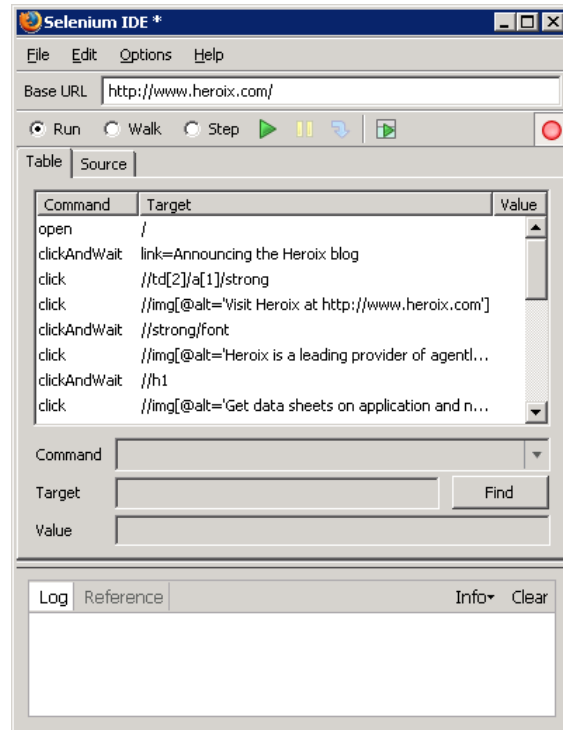 Selenium IDE *
File Edit Options Help
Base URL http://www.heroix.com/
Run Walk Step
Table Source
Command Target Value
open /
clickAndWait link=Announcing the Heroix blog
click //td[2]/a[1]/strong
click //img[@alt='Visit Heroix at http://www.heroix.com']
clickAndWait //strong/font
click //img[@alt='Heroix is a leading provider of agentl...
clickAndWait //h1
click //img[@alt='Get data sheets on application and n...
Command
Target Find
Value
Log Reference Info Clear